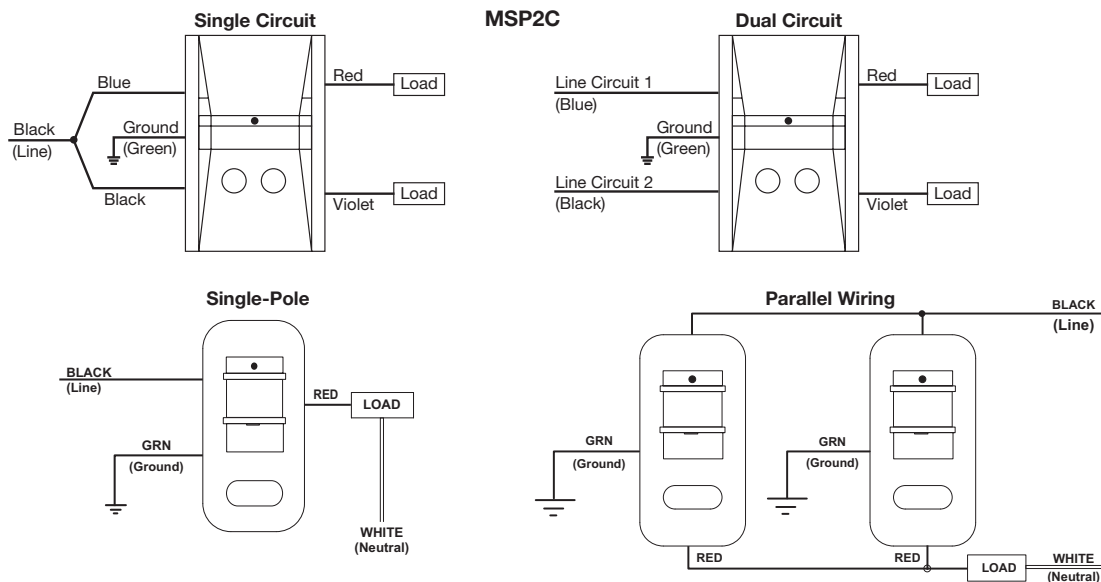 MSP2C
Single Circuit
Blue
Black
(Line)
Ground
(Green)
Black
Red
Load
Violet
Load
Dual Circuit
Line Circuit 1
(Blue)
Ground
(Green)
Line Circuit 2
(Black)
Red
Load
Violet
Load
Single-Pole
BLACK
(Line)
RED
LOAD
GRN
(Ground)
WHITE
(Neutral)
Parallel Wiring
BLACK
(Line)
GRN
(Ground)
GRN
(Ground)
RED
RED
LOAD
WHITE
(Neutral)